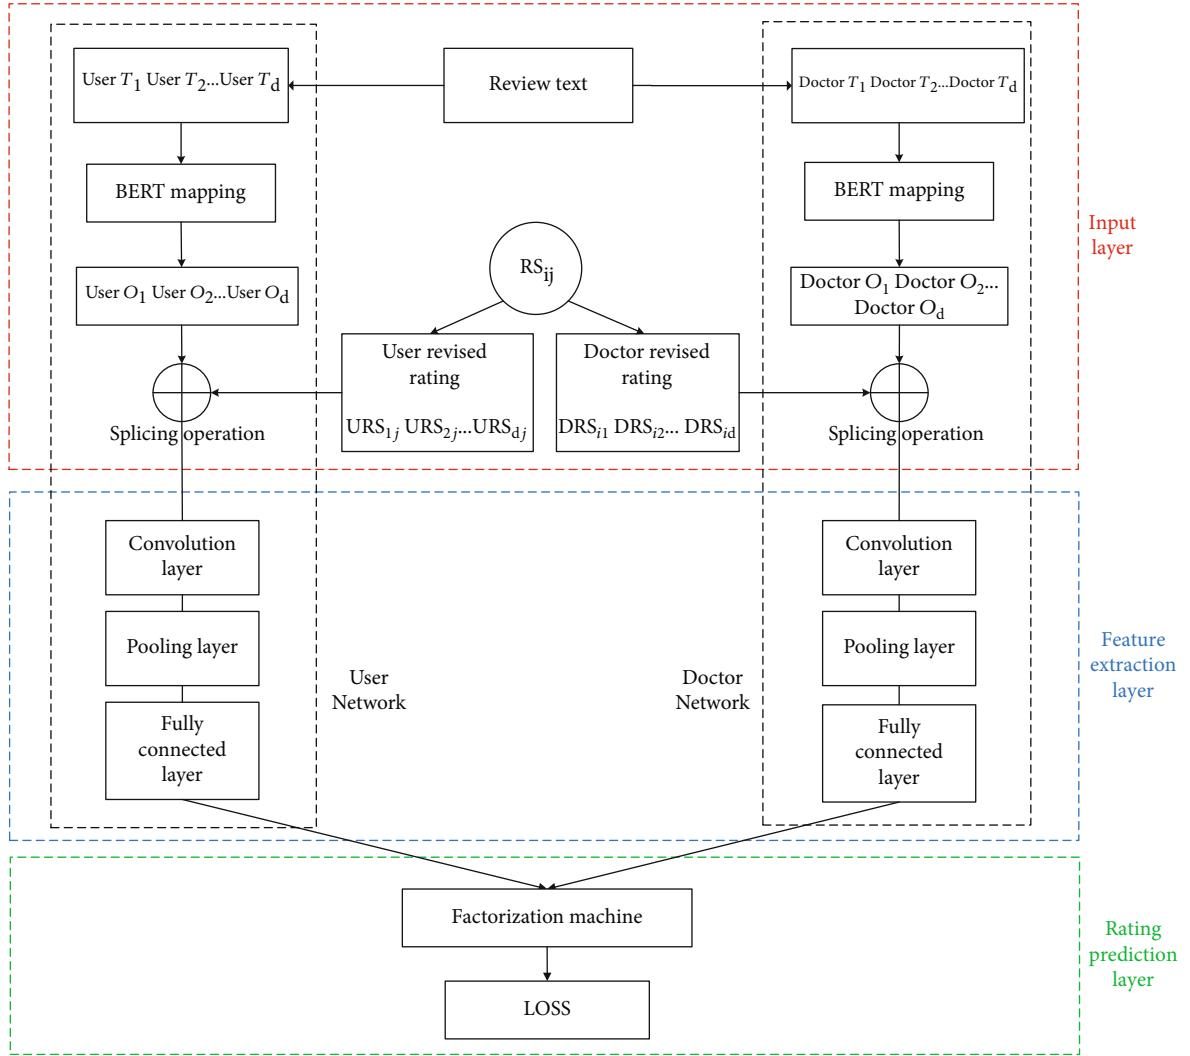 User T1 User T2...User Td
Review text
Doctor T1 Doctor T2...Doctor Td
BERT mapping
BERT mapping
Input
layer
RSij
User O1 User O2...User Od
Doctor O1 Doctor O2...
Doctor Od
User revised
rating
URS1j URS2j...URSdj
Doctor revised
rating
DRSi1 DRSi2... DRSid
Splicing operation
Splicing operation
Convolution
layer
Convolution
layer
Pooling layer
Pooling layer
Feature
extraction
layer
User
Network
Doctor
Network
Fully
connected
layer
Fully
connected
layer
Factorization machine
Rating
prediction
layer
LOSS